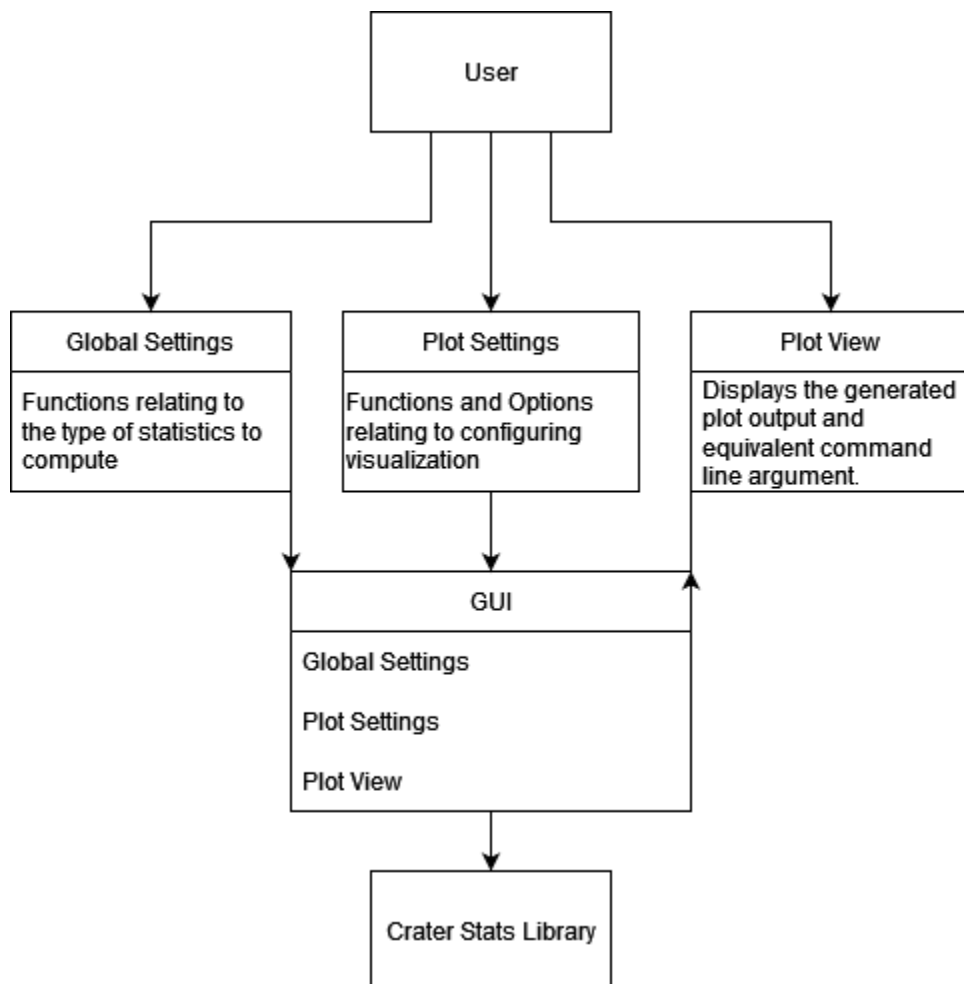 User
Global Settings
Functions relating to
the type of statistics to
compute
Plot Settings
Functions and Options
relating to configuring
visualization
Plot View
Displays the generated
plot output and
equivalent command
line argument.
GUI
Global Settings
Plot Settings
Plot View
Crater Stats Library